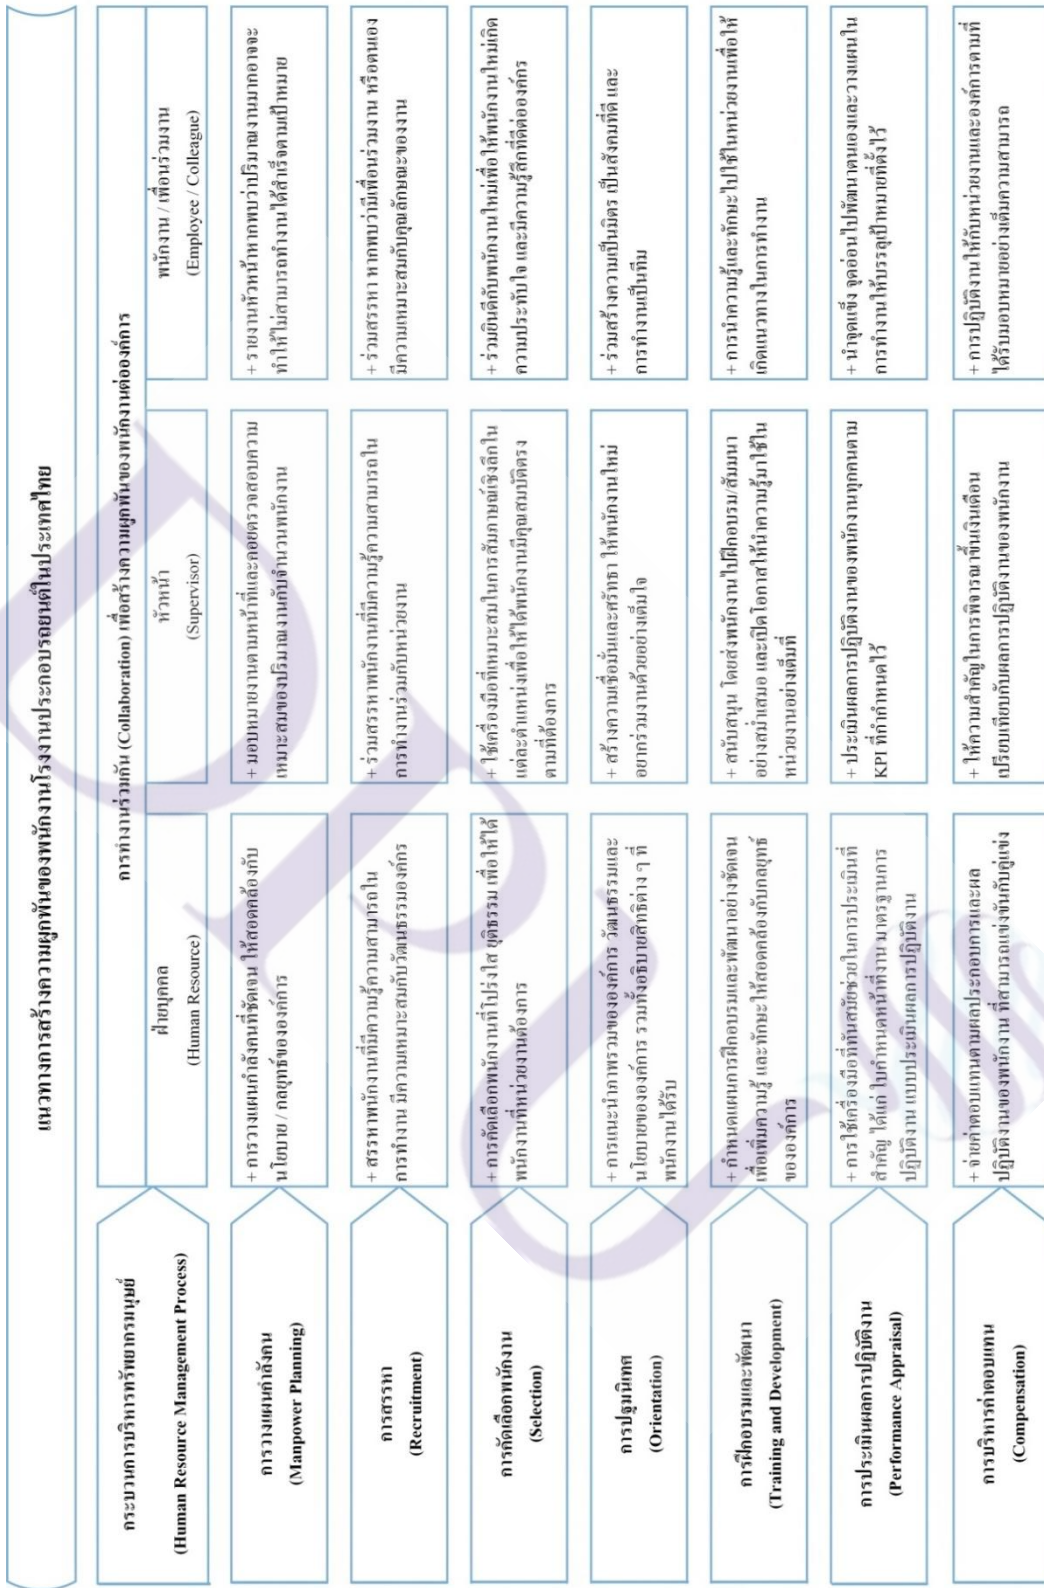 แนวทางการสร้างความผูกพันของพนักงานโรงงานประกอบรถยนต์ในประเทศไทย
กระบวนการบริหารทรัพยากรมนุษย์
(Human Resource Management Process)
การทำงานร่วมกัน (Collaboration) เพื่อสร้างความผูกพันของพนักงานต่อองค์การ
ฝ่ายบุคคล
(Human Resource)
หัวหน้า
(Supervisor)
พนักงาน / เพื่อนร่วมงาน
(Employee / Colleague)
การวางแผนกำลังคน
(Manpower Planning)
+ การวางแผนกำลังคนที่ชัดเจน ให้สอดคล้องกับ
นโยบาย / กลยุทธ์ขององค์การ
+ มอบหมายงานตามหน้าที่และคอยตรวจสอบความ
เหมาะสมของปริมาณงานกับจำนวนพนักงาน
+ รายงานหัวหน้าหากพบว่าปริมาณงานมากอาจจะ
ทำให้ไม่สามารถทำงานได้สำเร็จตามเป้าหมาย
การสรรหา
(Recruitment)
+ สรรหาพนักงานที่มีความรู้ความสามารถใน
การทำงาน มีความเหมาะสมกับวัฒนธรรมองค์กร
+ ร่วมสรรหาพนักงานที่มีความรู้ความสามารถใน
การทำงานร่วมกับหน่วยงาน
+ ร่วมสรรหา หากพบว่ามีเพื่อนร่วมงาน หรือตนเอง
มีความเหมาะสมกับคุณลักษณะของงาน
การคัดเลือกพนักงาน
(Selection)
+ การคัดเลือกพนักงานที่โปร่งใส ยุติธรรม เพื่อให้ได้
พนักงานที่หน่วยงานต้องการ
+ ใช้เครื่องมือที่เหมาะสมในการสัมภาษณ์เชิงลึกใน
แต่ละตำแหน่งเพื่อให้ได้พนักงานมีคุณสมบัติตรง
ตามที่ต้องการ
+ ร่วมยินดีกับพนักงานใหม่เพื่อให้พนักงานใหม่เกิด
ความประทับใจ และมีความรู้สึกที่ดีต่อองค์กร
การปฐมนิเทศ
(Orientation)
+ การแนะนำภาพรวมขององค์การ วัฒนธรรมและ
นโยบายขององค์การ รวมทั้งอธิบายสิทธิต่าง ๆ ที่
พนักงานได้รับ
+ สร้างความเชื่อมั่นและศรัทธา ให้พนักงานใหม่
อยากร่วมงานด้วยอย่างเต็มใจ
+ ร่วมสร้างความเป็นมิตร เป็นสังคมที่ดี และ
การทำงานเป็นทีม
การฝึกอบรมและพัฒนา
(Training and Development)
+ กำหนดแผนการฝึกอบรมและพัฒนาอย่างชัดเจน
เพื่อเพิ่มความรู้ และทักษะให้สอดคล้องกับกลยุทธ์
ขององค์การ
+ สนับสนุน โดยส่งพนักงานไปฝึกอบรม/สัมมนา
อย่างสม่ำเสมอ และเปิดโอกาสให้นำความรู้มาใช้ใน
หน่วยงานอย่างเต็มที่
+ การนำความรู้และทักษะไปใช้ในหน่วยงานเพื่อให้
เกิดแนวทางในการทำงาน
การประเมินผลการปฏิบัติงาน
(Performance Appraisal)
+ การใช้เครื่องมือที่ทันสมัยช่วยในการประเมินที่
สำคัญ ได้แก่ ใบกำหนดหน้าที่งาน มาตรฐานการ
ปฏิบัติงาน แบบประเมินผลการปฏิบัติงาน
+ ประเมินผลการปฏิบัติงานของพนักงานทุกคนตาม
KPI ที่กำหนดไว้
+ นำจุดแข็ง จุดอ่อนไปพัฒนาตนเองและวางแผนใน
การทำงานให้บรรลุเป้าหมายที่ตั้งไว้
การบริหารค่าตอบแทน
(Compensation)
+ จ่ายค่าตอบแทนตามผลประกอบการและผล
ปฏิบัติงานของพนักงาน ที่สามารถแข่งขันกับคู่แข่ง
+ ให้ความสำคัญในการพิจารณาขึ้นเงินเดือน
เปรียบเทียบกับผลการปฏิบัติงานของพนักงาน
+ การปฏิบัติงานให้กับหน่วยงานและองค์การตามที่
ได้รับมอบหมายอย่างเต็มความสามารถ